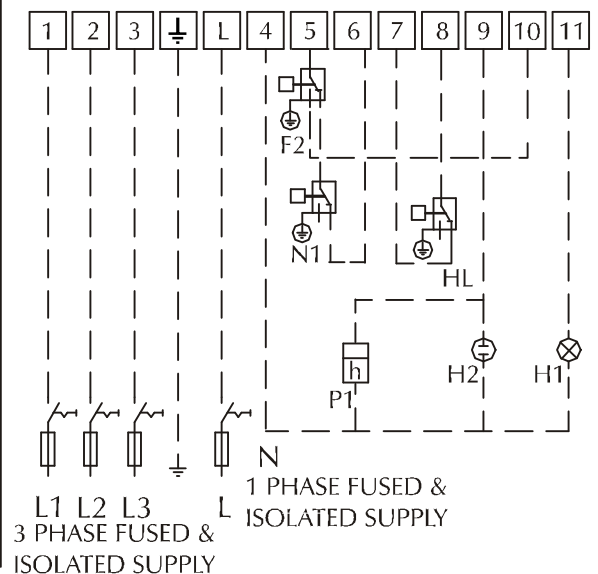 1 2 3 L 4 5 6 7 8 9 10 11
F2
N1
HL
h
P1
H2
H1
N
L1 L2 L3
L
1 PHASE FUSED &
ISOLATED SUPPLY
3 PHASE FUSED &
ISOLATED SUPPLY